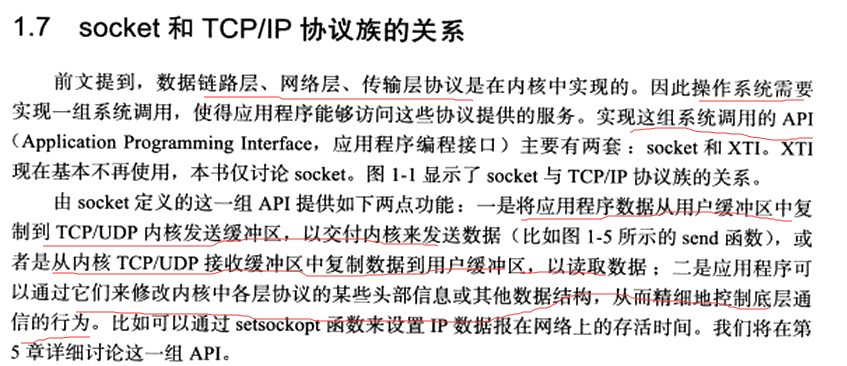 1.7 socket 和 TCP/IP 协议族的关系
前文提到，数据链路层、网络层、传输层协议是在内核中实现的。因此操作系统需要
实现一组系统调用，使得应用程序能够访问这些协议提供的服务。实现这组系统调用的 API
（Application Programming Interface，应用程序编程接口）主要有两套：socket 和 XTI。XTI
现在基本不再使用，本书仅讨论 socket。图 1-1 显示了 socket 与 TCP/IP 协议族的关系。
由 socket 定义的这一组 API 提供如下两点功能：一是将应用程序数据从用户缓冲区中复
制到 TCP/UDP 内核发送缓冲区，以交付内核来发送数据（比如图 1-5 所示的 send 函数），或
者是从内核 TCP/UDP 接收缓冲区中复制数据到用户缓冲区，以读取数据；二是应用程序可
以通过它们来修改内核中各层协议的某些头部信息或其他数据结构，从而精细地控制底层通
信的行为。比如可以通过 setsockopt 函数来设置 IP 数据报在网络上的存活时间。我们将在第
5 章详细讨论这一组 API。